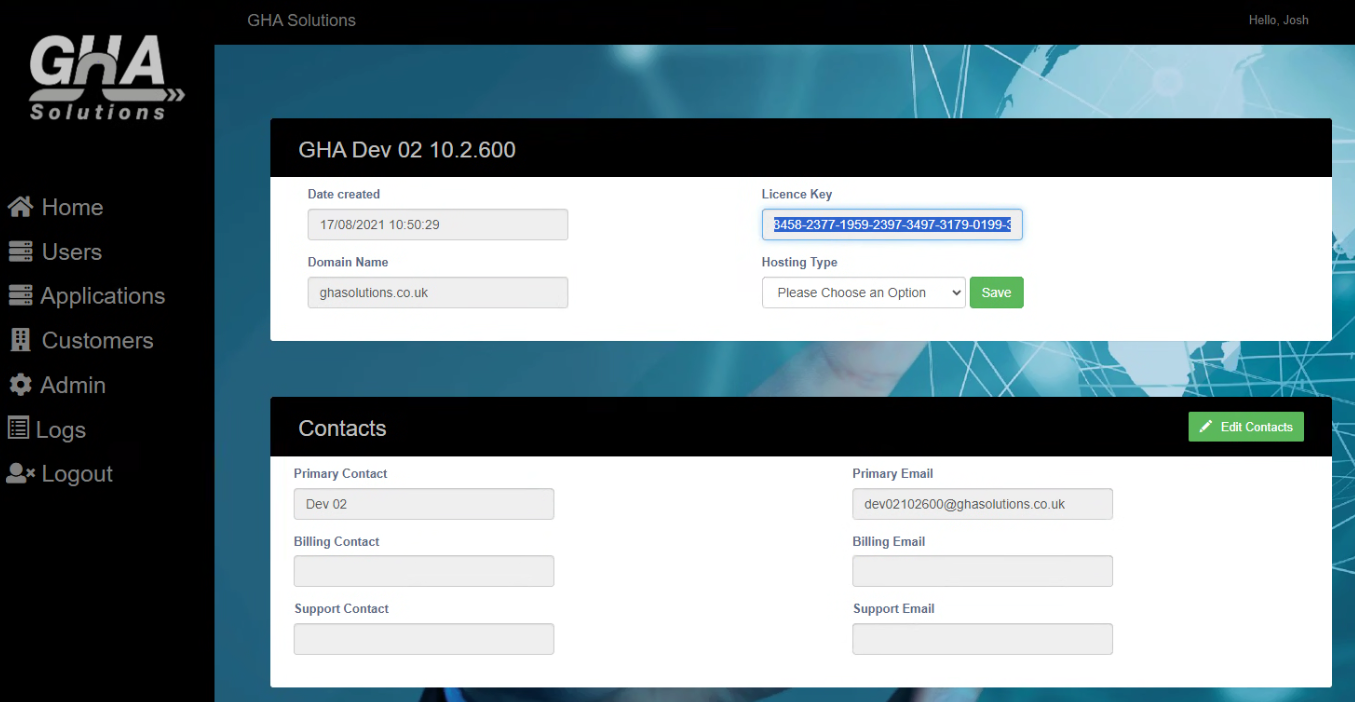 GHA Solutions
Hello, Josh
GHA
Solutions
Home
Users
Applications
Customers
Admin
Logs
Logout
GHA Dev 02 10.2.600
Date created
17/08/2021 10:50:29
Licence Key
3458-2377-1959-2397-3497-3179-0199-3
Domain Name
ghasolutions.co.uk
Hosting Type
Please Choose an Option
Save
Contacts
Edit Contacts
Primary Contact
Dev 02
Primary Email
dev02102600@ghasolutions.co.uk
Billing Contact
Billing Email
Support Contact
Support Email